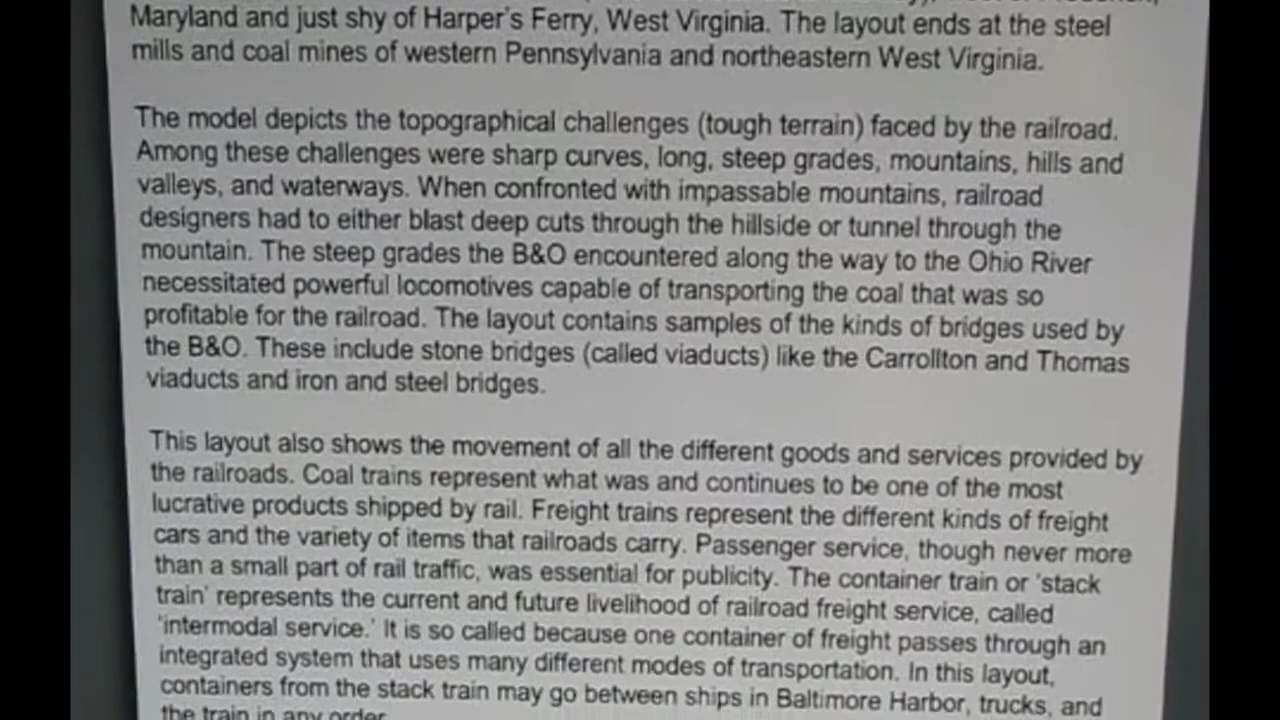 Maryland and just shy of Harper's Ferry, West Virginia. The layout ends at the steel
mills and coal mines of western Pennsylvania and northeastern West Virginia.
The model depicts the topographical challenges (tough terrain) faced by the railroad.
Among these challenges were sharp curves, long, steep grades, mountains, hills and
valleys, and waterways. When confronted with impassable mountains, railroad
designers had to either blast deep cuts through the hillside or tunnel through the
mountain. The steep grades the B&O encountered along the way to the Ohio River
necessitated powerful locomotives capable of transporting the coal that was so
profitable for the railroad. The layout contains samples of the kinds of bridges used by
the B&O. These include stone bridges (called viaducts) like the Carrollton and Thomas
viaducts and iron and steel bridges.
This layout also shows the movement of all the different goods and services provided by
the railroads. Coal trains represent what was and continues to be one of the most
lucrative products shipped by rail. Freight trains represent the different kinds of freight
cars and the variety of items that railroads carry. Passenger service, though never more
than a small part of rail traffic, was essential for publicity. The container train or 'stack
train' represents the current and future livelihood of railroad freight service, called
'intermodal service.' It is so called because one container of freight passes through an
integrated system that uses many different modes of transportation. In this layout,
containers from the stack train may go between ships in Baltimore Harbor, trucks, and
the train in any order